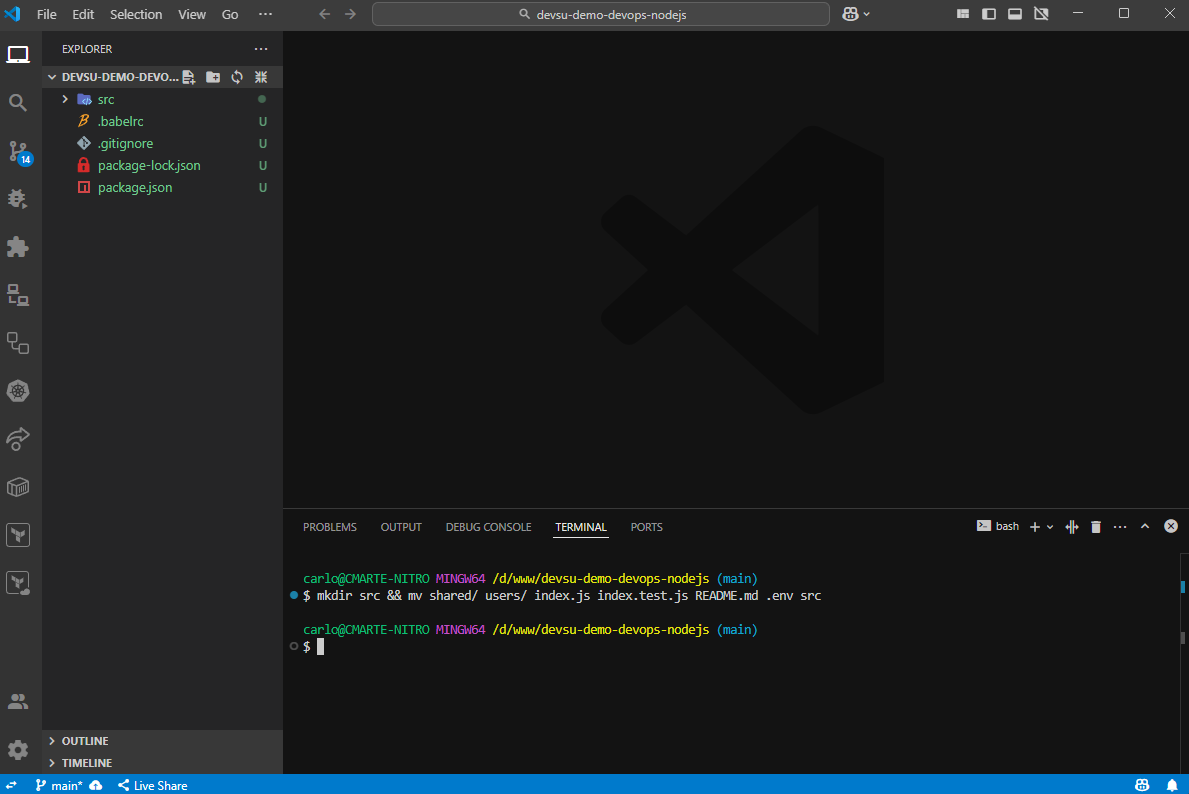 File Edit Selection View Go ···
devsu-demo-devops-nodejs
EXPLORER
DEVSU-DEMO-DEVO...
src
.babelrc U
.gitignore U
package-lock.json U
package.json U
14
PROBLEMS OUTPUT DEBUG CONSOLE TERMINAL PORTS
bash
carlo@CMARTE-NITRO MINGW64 /d/www/devsu-demo-devops-nodejs (main)
$ mkdir src && mv shared/ users/ index.js index.test.js README.md .env src
carlo@CMARTE-NITRO MINGW64 /d/www/devsu-demo-devops-nodejs (main)
$
OUTLINE
TIMELINE
main* Live Share